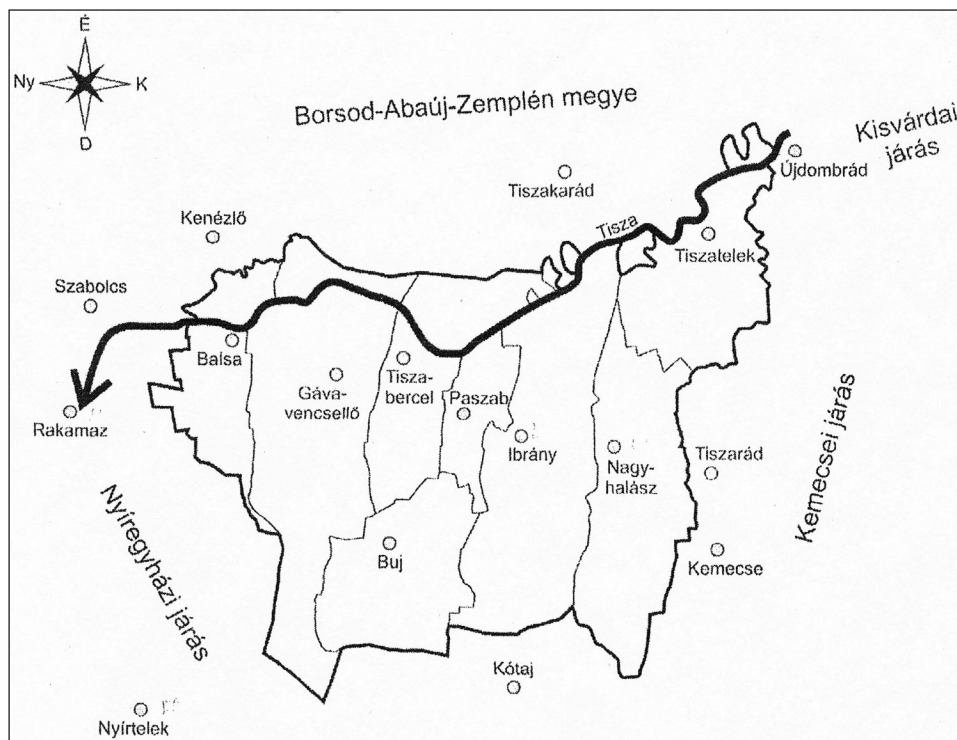 É
Ny
K
D
Borsod-Abaúj-Zemplén megye
Kisvárdai
járás
Újdombrád
Tiszakarád
Tisza
Tiszatelek
Kenézlő
Szabolcs
Balsa
Gáva-
vencsellő
Tisza-
bercel
Paszab
Ibrány
Nagy-
halász
Tiszarád
Rakamaz
Kemecsei járás
Nyíregyházi járás
Buj
Kemecse
Kótaj
Nyírtelek